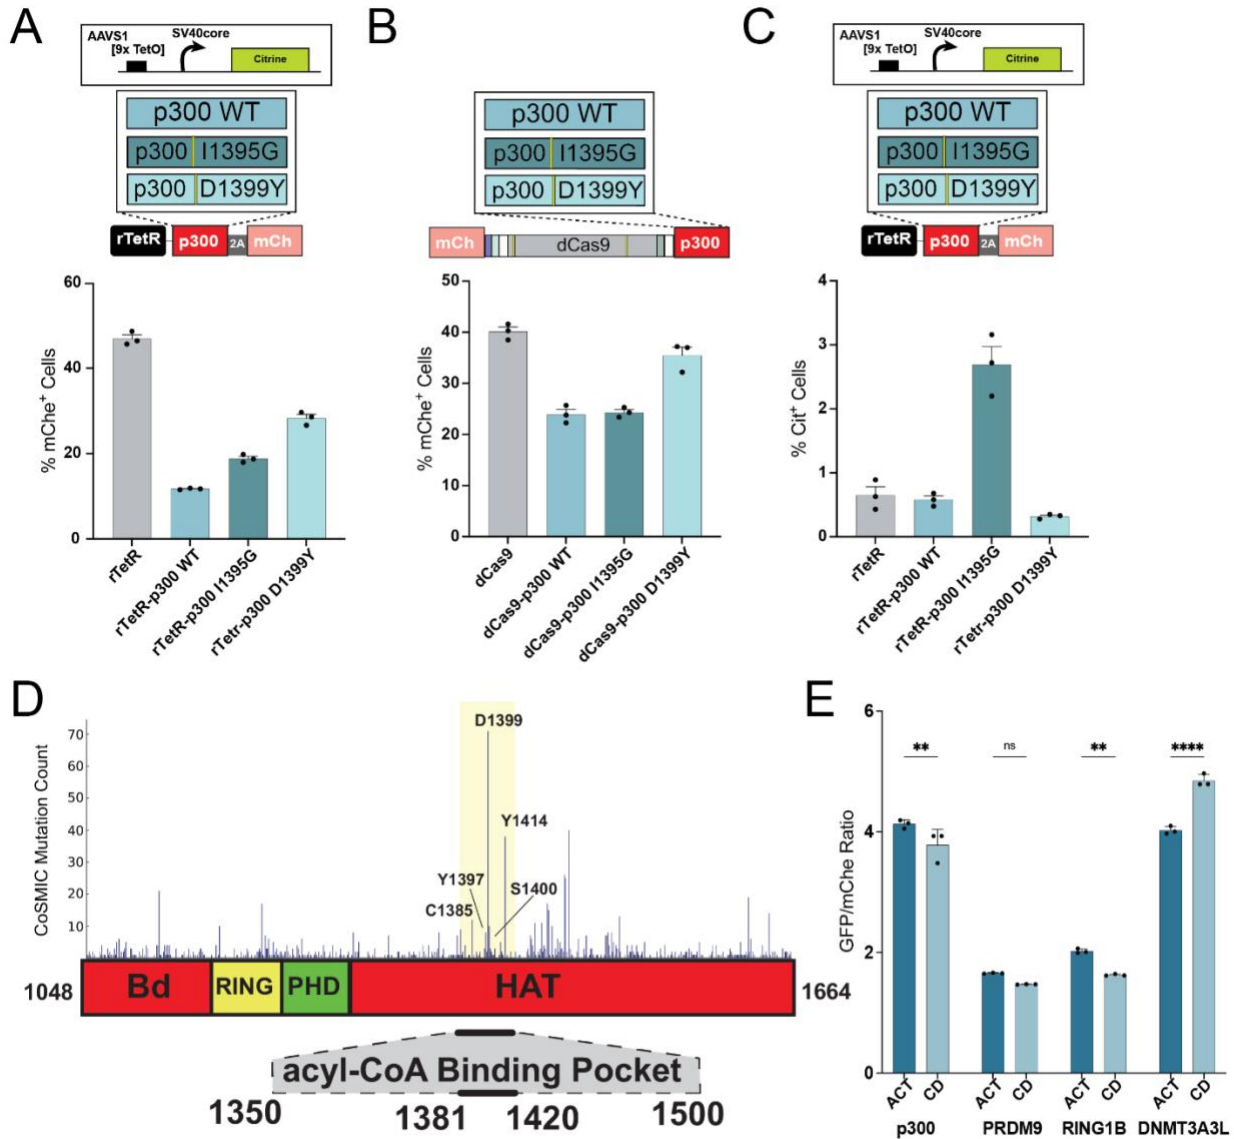 A
AAVS1
[9x TetO]
SV40core
Citrine
p300 WT
p300 I1395G
p300 D1399Y
rTetR p300 2A mCh
% mChe+ Cells
60
40
20
0
rTetR
rTetR-p300 WT
rTetR-p300 I1395G
rTetr-p300 D1399Y
B
p300 WT
p300 I1395G
p300 D1399Y
mCh dCas9 p300
% mChe+ Cells
50
40
30
20
10
0
dCas9
dCas9-p300 WT
dCas9-p300 I1395G
dCas9-p300 D1399Y
C
AAVS1
[9x TetO]
SV40core
Citrine
p300 WT
p300 I1395G
p300 D1399Y
rTetR p300 2A mCh
% Cit+ Cells
4
3
2
1
0
rTetR
rTetR-p300 WT
rTetR-p300 I1395G
rTetr-p300 D1399Y
D
CoSMIC Mutation Count
70
60
50
40
30
20
10
D1399
Y1414
Y1397
S1400
C1385
1048 Bd RING PHD HAT 1664
acyl-CoA Binding Pocket
1350 1381 1420 1500
E
GFP/mChe Ratio
6
4
2
0
** ns ** ****
ACT CD ACT CD ACT CD ACT CD
p300 PRDM9 RING1B DNMT3A3L